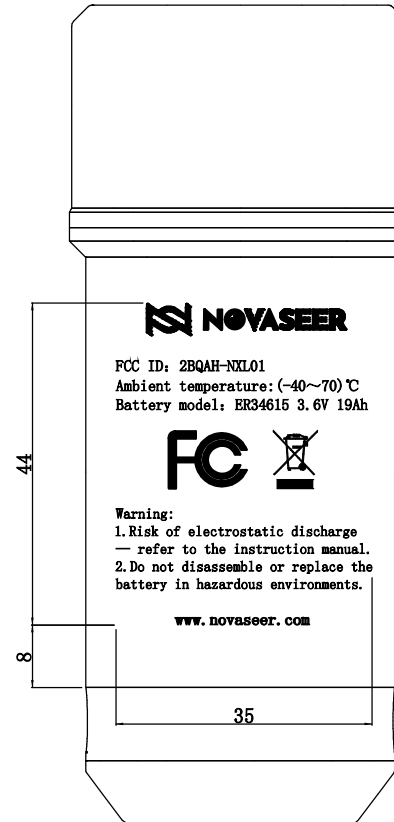 NOVASEER
FCC ID: 2BQAH-NXL01
Ambient temperature:(-40～70)℃
Battery model: ER34615 3.6V 19Ah
FC
Warning:
1.Risk of electrostatic discharge
— refer to the instruction manual.
2.Do not disassemble or replace the
battery in hazardous environments.
www.novaseer.com
44
8
35